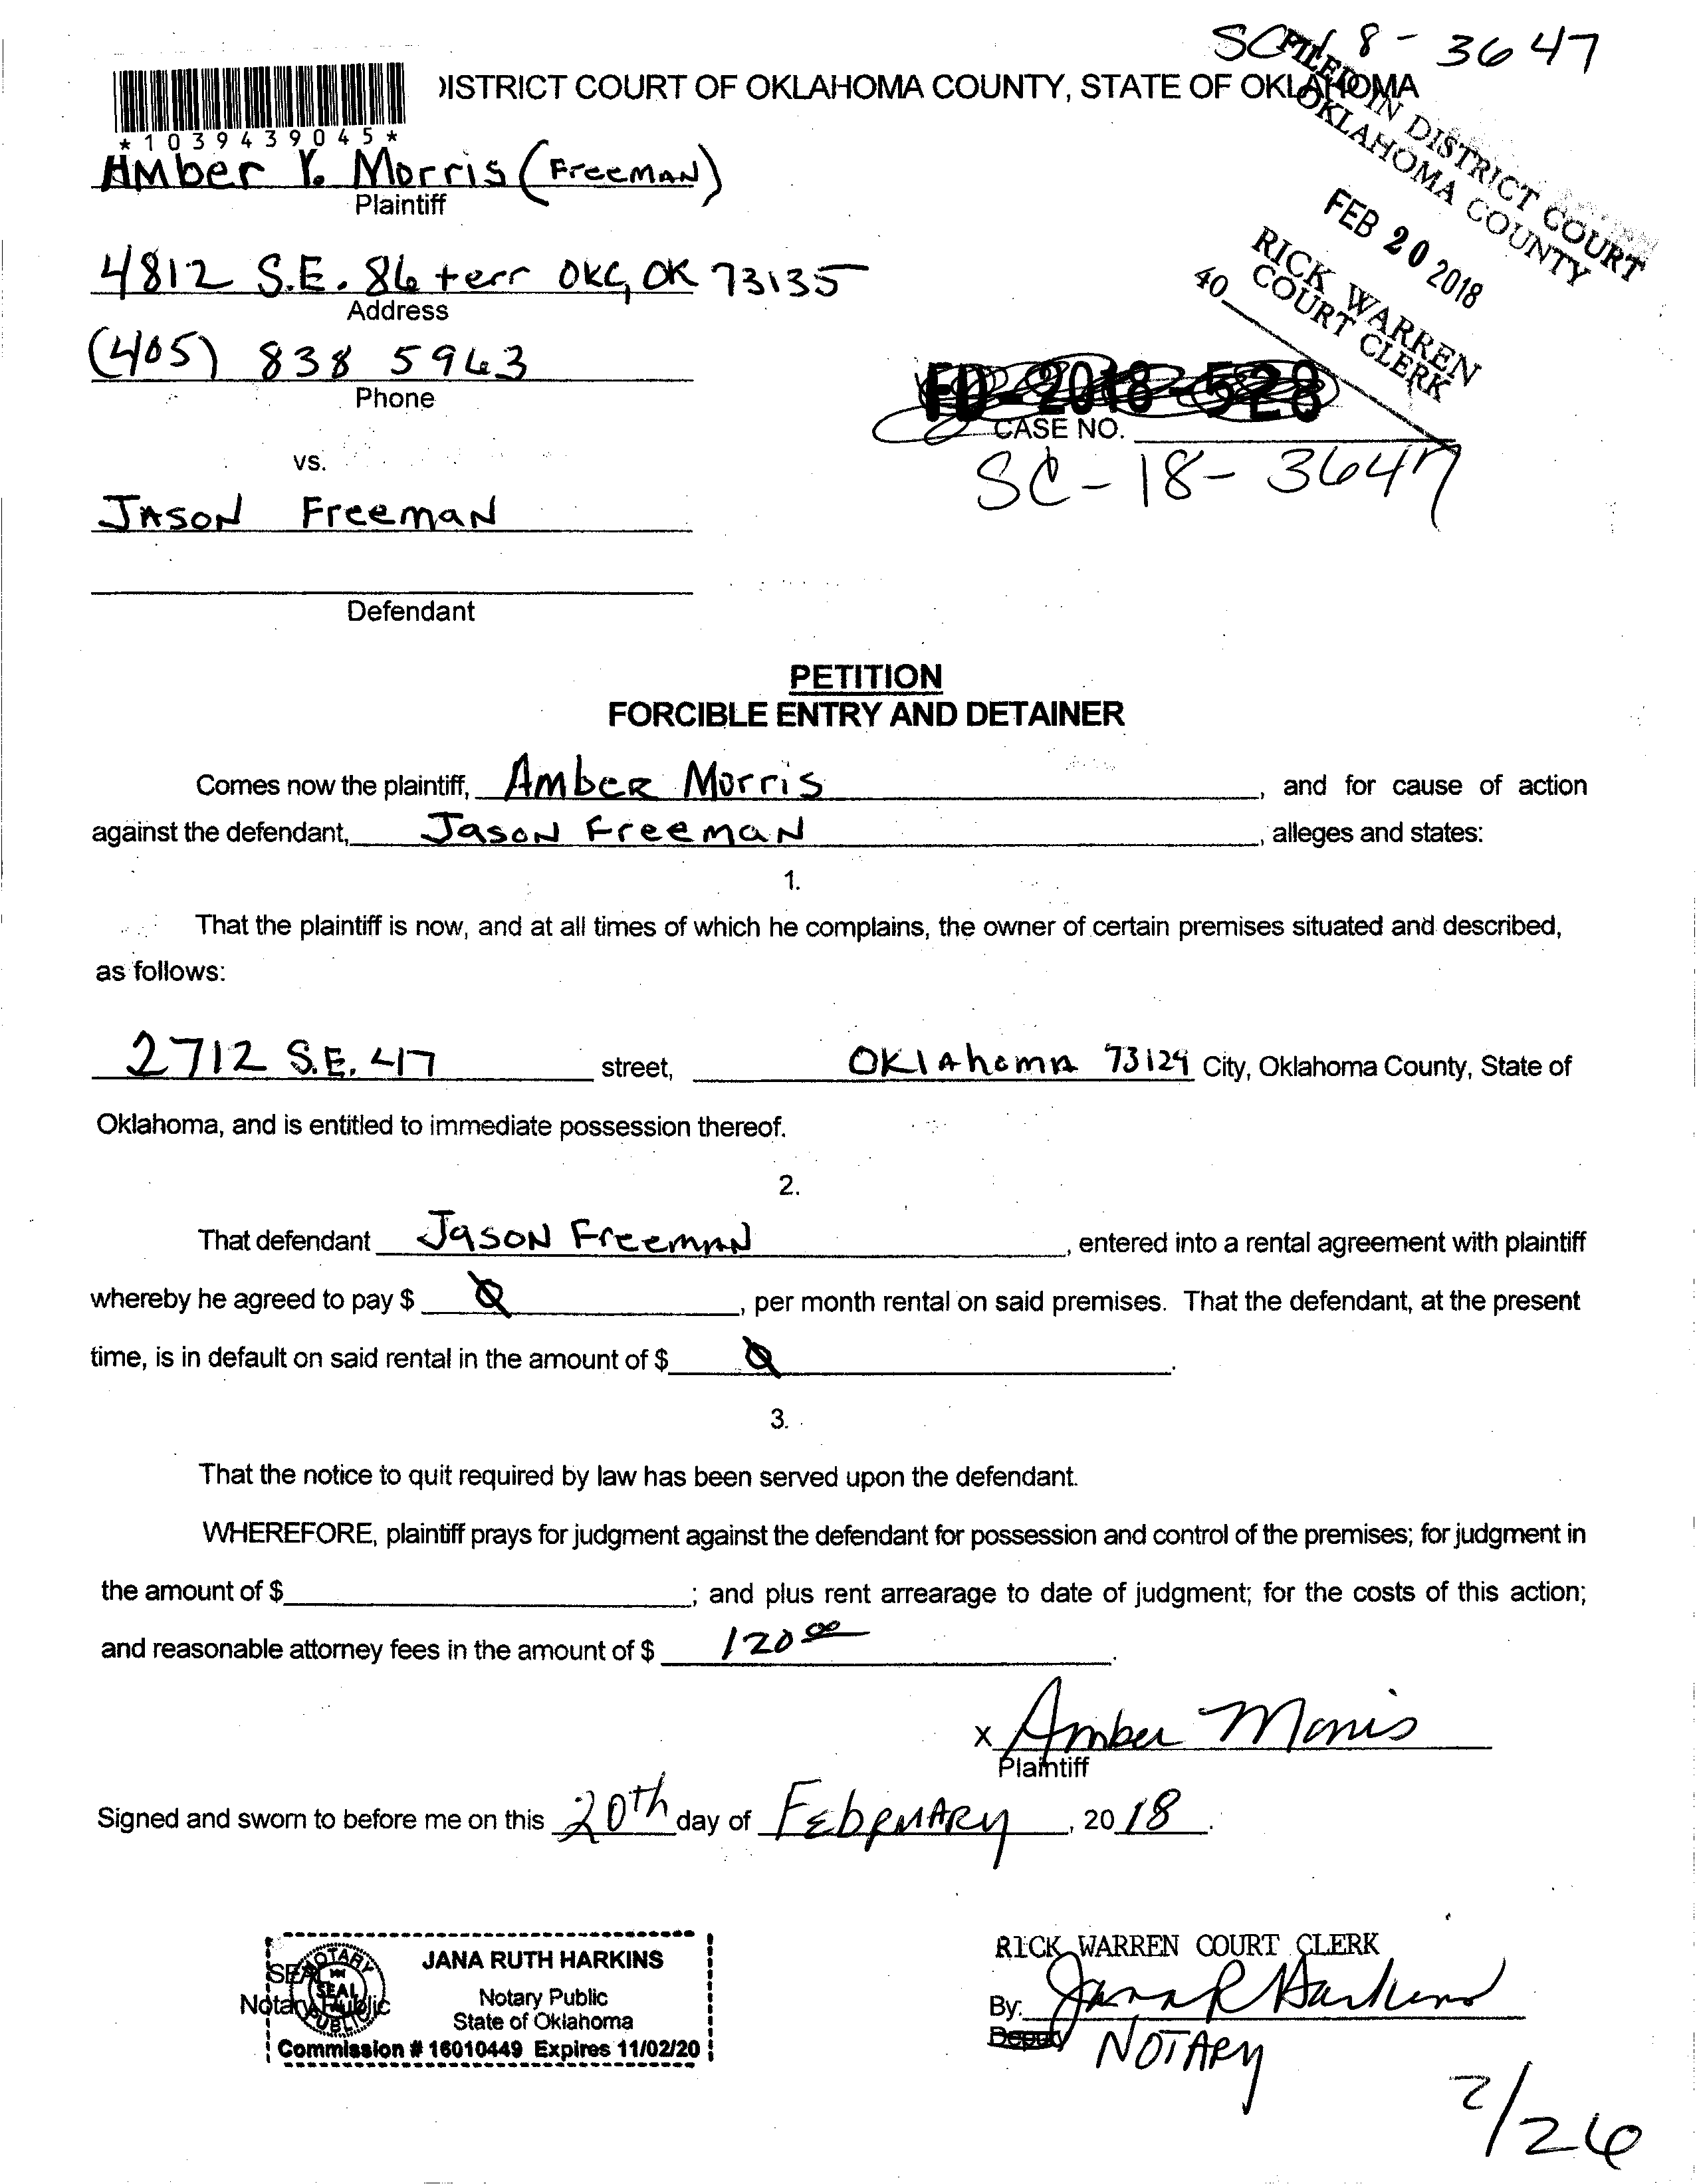 SC-18-3647
DISTRICT COURT OF OKLAHOMA COUNTY, STATE OF OKLAHOMA
*1039439045*
FILED IN DISTRICT COURT
OKLAHOMA COUNTY
FEB 20 2018
RICK WARREN
COURT CLERK
40
Amber Y. Morris (Freeman)
Plaintiff
4812 S.E. 86 terr OKC, OK 73135
Address
(405) 838 5963
Phone
FD-2018-528
CASE NO.
SC-18-3647
vs.
Jason Freeman
Defendant
PETITION
FORCIBLE ENTRY AND DETAINER
Comes now the plaintiff, Amber Morris, and for cause of action
against the defendant, Jason Freeman, alleges and states:
1.
That the plaintiff is now, and at all times of which he complains, the owner of certain premises situated and described,
as follows:
2712 S.E. 47 street, Oklahoma 73129 City, Oklahoma County, State of
Oklahoma, and is entitled to immediate possession thereof.
2.
That defendant Jason Freeman, entered into a rental agreement with plaintiff
whereby he agreed to pay $ Ø, per month rental on said premises. That the defendant, at the present
time, is in default on said rental in the amount of $ Ø.
3.
That the notice to quit required by law has been served upon the defendant.
WHEREFORE, plaintiff prays for judgment against the defendant for possession and control of the premises; for judgment in
the amount of $ ; and plus rent arrearage to date of judgment; for the costs of this action;
and reasonable attorney fees in the amount of $ 120 00.
x Amber Morris
Plaintiff
Signed and sworn to before me on this 20th day of February, 2018.
SEAL
Notary Public
NOTARY SEAL PUBLIC
JANA RUTH HARKINS
Notary Public
State of Oklahoma
Commission # 16010449 Expires 11/02/20
RICK WARREN COURT CLERK
By: Jana R Harkins
Deputy
NOTARY
2/26